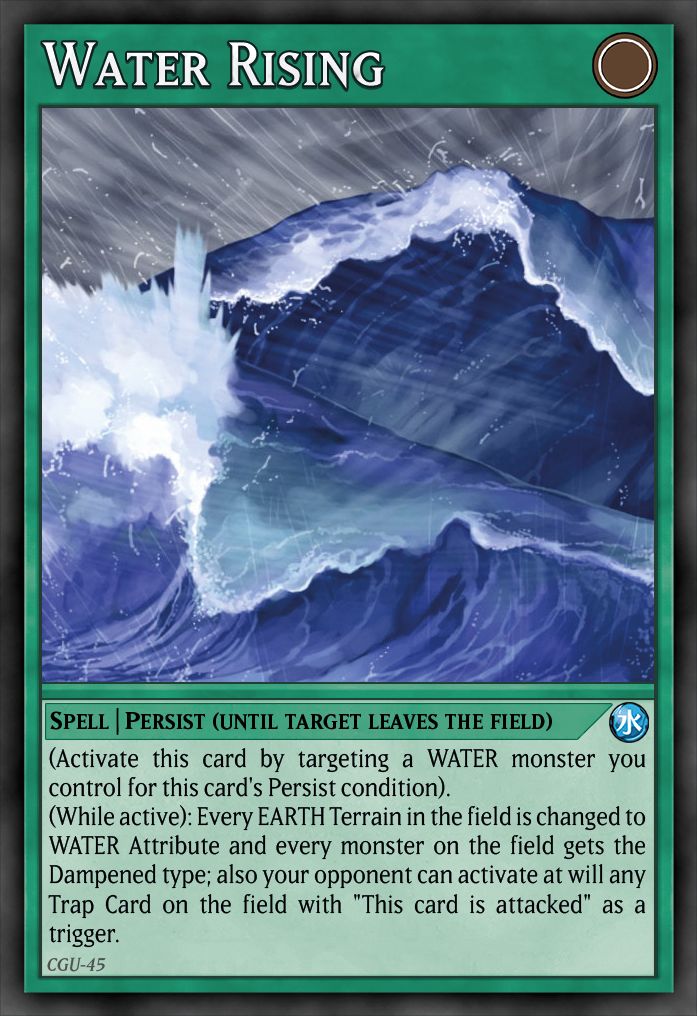 Water Rising
Spell | Persist (until target leaves the field)
水
(Activate this card by targeting a WATER monster you
control for this card's Persist condition).
(While active): Every EARTH Terrain in the field is changed to
WATER Attribute and every monster on the field gets the
Dampened type; also your opponent can activate at will any
Trap Card on the field with "This card is attacked" as a
trigger.
CGU-45